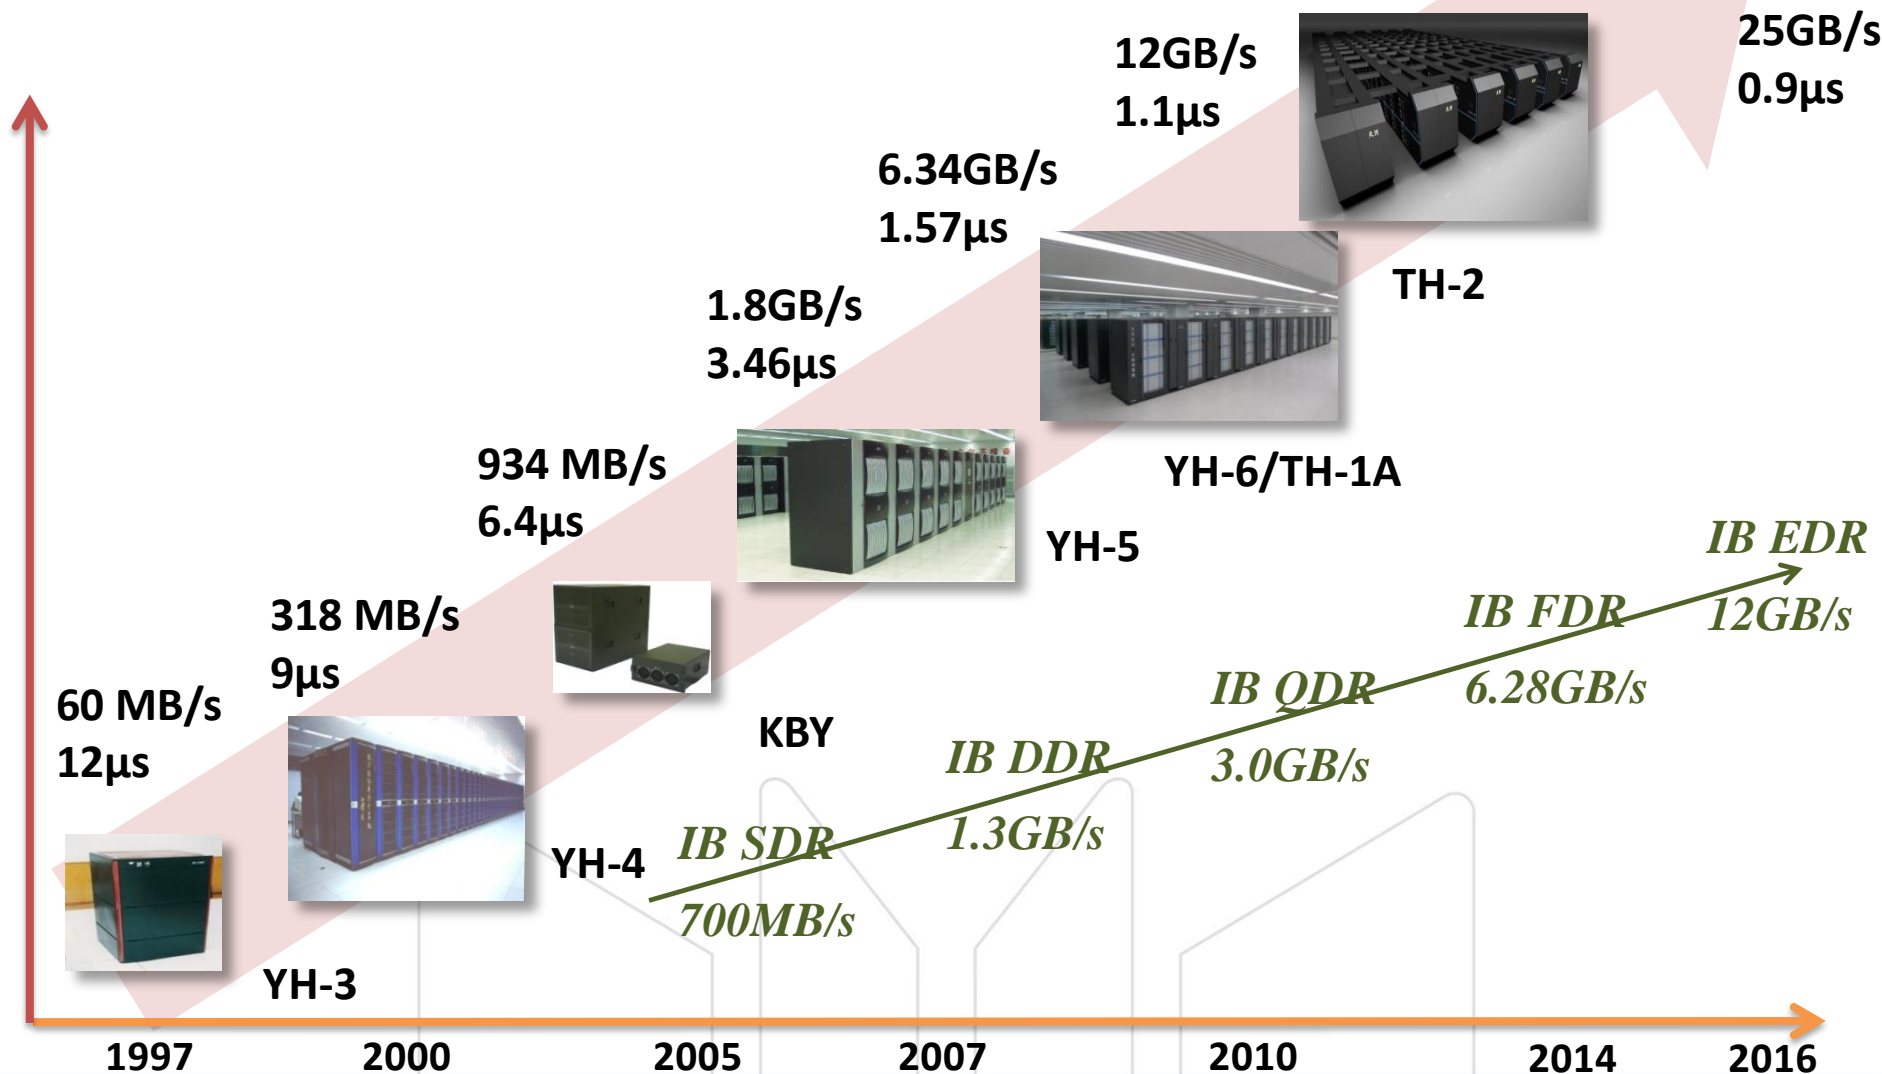 25GB/s
0.9µs
12GB/s
1.1µs
6.34GB/s
1.57µs
TH-2
1.8GB/s
3.46µs
934 MB/s
6.4µs
YH-6/TH-1A
YH-5
318 MB/s
9µs
60 MB/s
12µs
KBY
YH-4
YH-3
IB EDR
12GB/s
IB FDR
6.28GB/s
IB QDR
3.0GB/s
IB DDR
1.3GB/s
IB SDR
700MB/s
1997 2000 2005 2007 2010 2014 2016